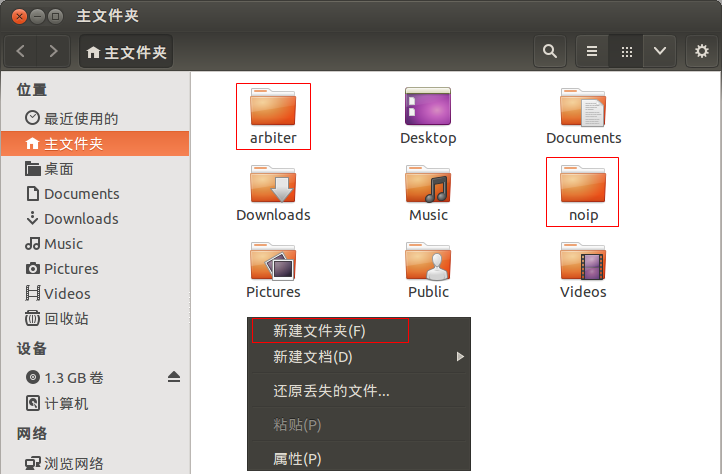 主文件夹
主文件夹
位置
最近使用的
主文件夹
桌面
Documents
Downloads
Music
Pictures
Videos
回收站
设备
1.3 GB 卷
计算机
网络
浏览网络
arbiter
Desktop
Documents
Downloads
Music
noip
Pictures
Public
Videos
新建文件夹(F)
新建文档(D)
还原丢失的文件...
粘贴(P)
属性(P)